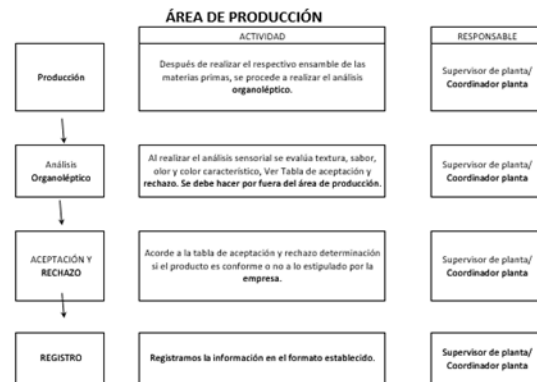 ÁREA DE PRODUCCIÓN
ACTIVIDAD
RESPONSABLE
Producción
Después de realizar el respectivo ensamble de las
materias primas, se procede a realizar el análisis
organoléptico.
Supervisor de planta/
Coordinador planta
Análisis
Organoléptico
Al realizar el análisis sensorial se evalúa textura, sabor,
olor y color característico, Ver Tabla de aceptación y
rechazo. Se debe hacer por fuera del área de producción.
Supervisor de planta/
Coordinador planta
ACEPTACIÓN Y
RECHAZO
Acorde a la tabla de aceptación y rechazo determinación
si el producto es conforme o no a lo estipulado por la
empresa.
Supervisor de planta/
Coordinador planta
REGISTRO
Registramos la información en el formato establecido.
Supervisor de planta/
Coordinador planta